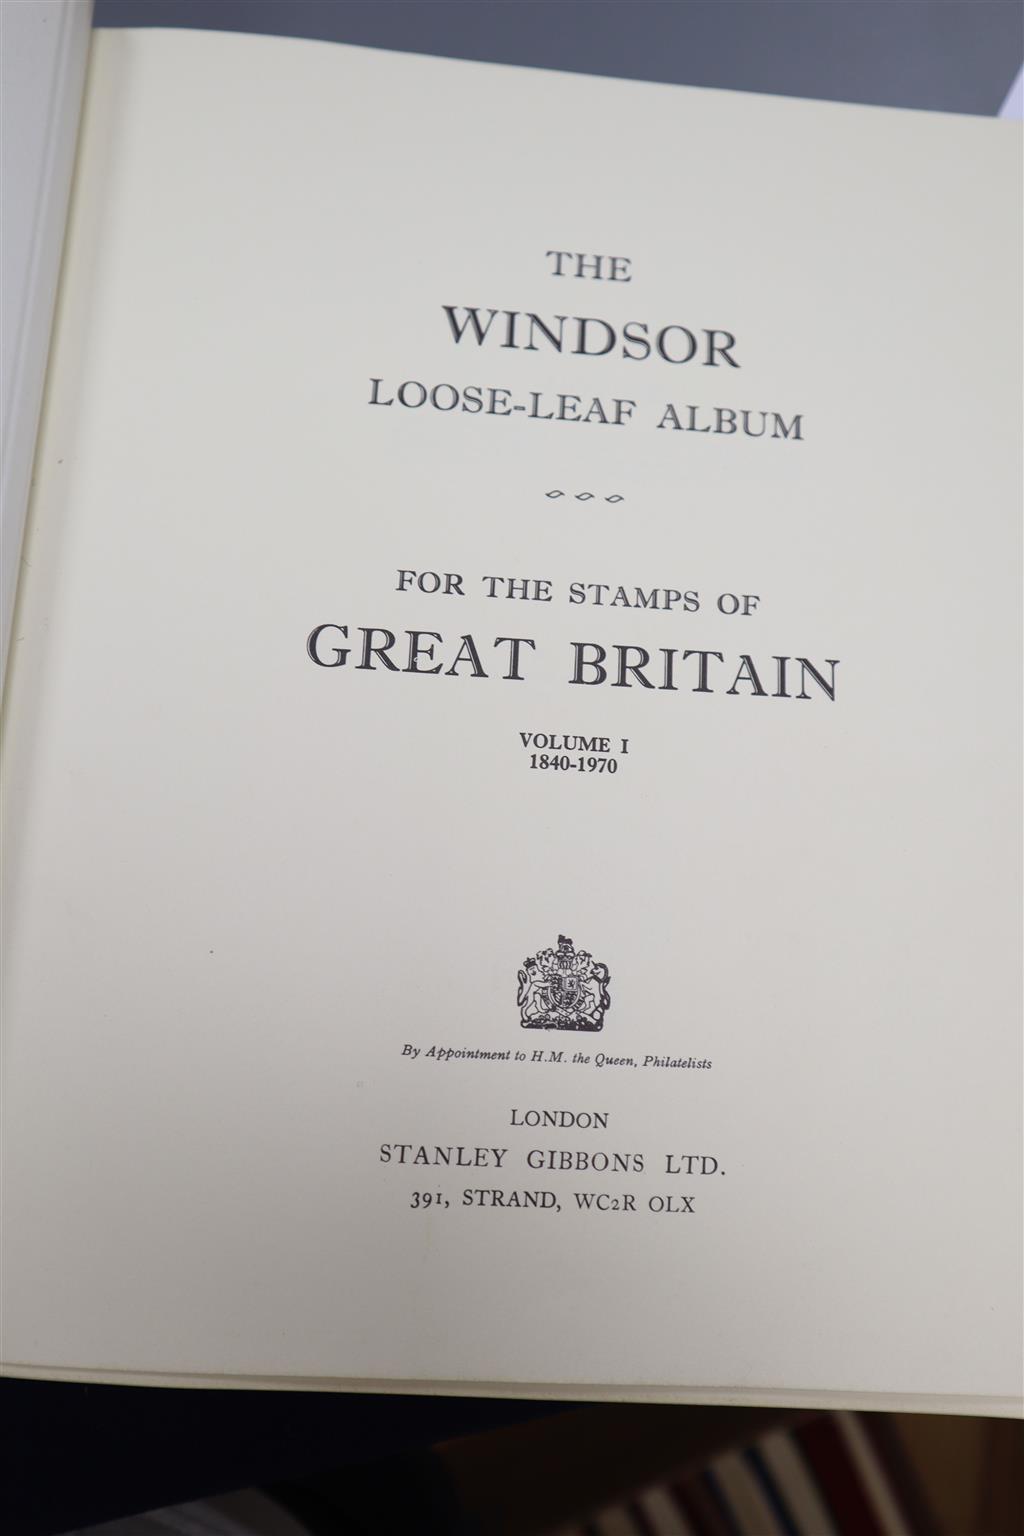 THE
WINDSOR
LOOSE-LEAF ALBUM
FOR THE STAMPS OF
GREAT BRITAIN
VOLUME I
1840-1970
By Appointment to H.M. the Queen, Philatelists
LONDON
STANLEY GIBBONS LTD.
391, STRAND, WC2R OLX